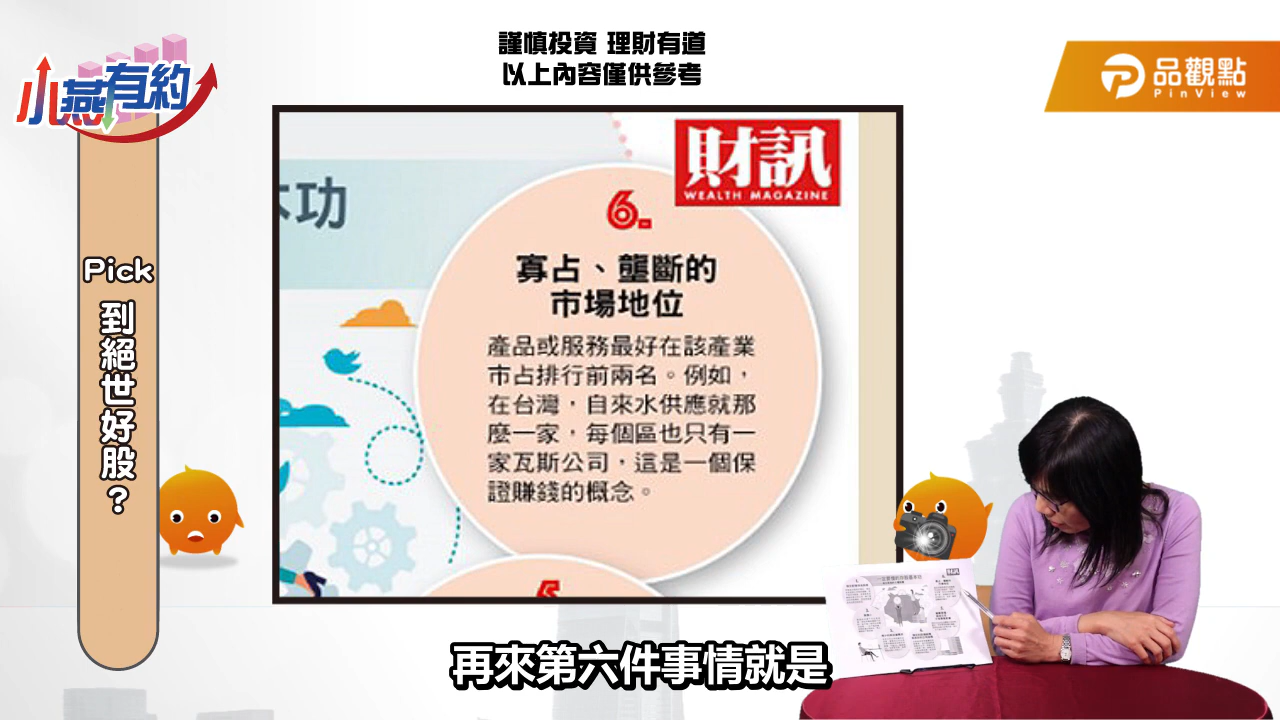 小燕有約
謹慎投資 理財有道
以上內容僅供參考
品觀點
PinView
財訊
WEALTH MAGAZINE
本功
6.
寡占、壟斷的
市場地位
產品或服務最好在該產業
市占排行前兩名。例如，
在台灣，自來水供應就那
麼一家，每個區也只有一
家瓦斯公司，這是一個保
證賺錢的概念。
5
Pick
到絕世好股？
再來第六件事情就是